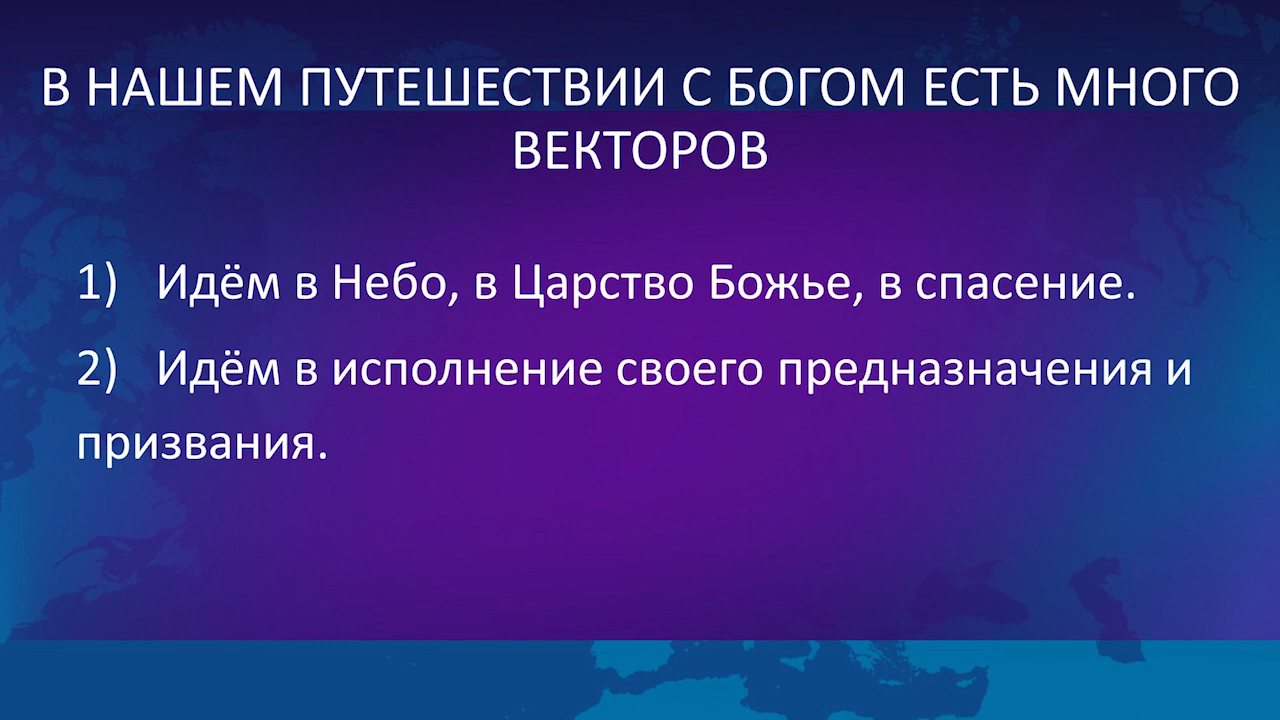 В НАШЕМ ПУТЕШЕСТВИИ С БОГОМ ЕСТЬ МНОГО
ВЕКТОРОВ
1) Идём в Небо, в Царство Божье, в спасение.
2) Идём в исполнение своего предназначения и
призвания.